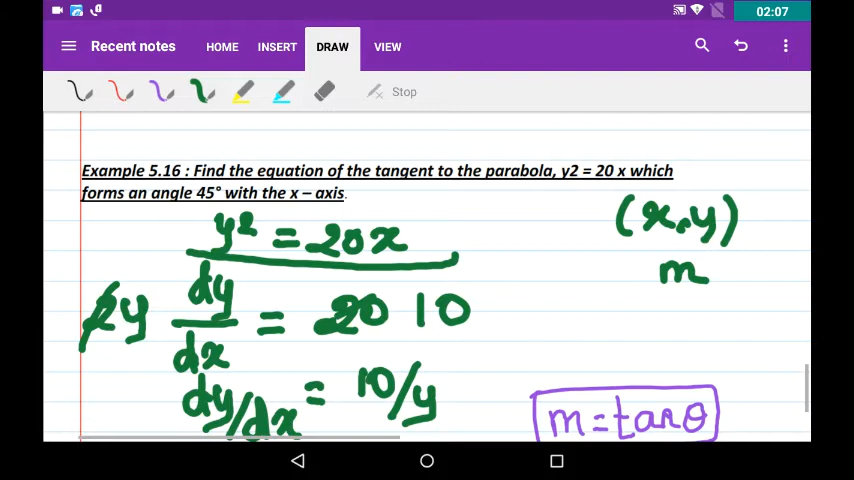 02:07
Recent notes HOME INSERT DRAW VIEW
Stop
Example 5.16 : Find the equation of the tangent to the parabola, y2 = 20 x which
forms an angle 45° with the x – axis.
y² = 20x
(x,y)
m
2y dy/dx = 20 10
dy/dx = 10/y
m = tanθ